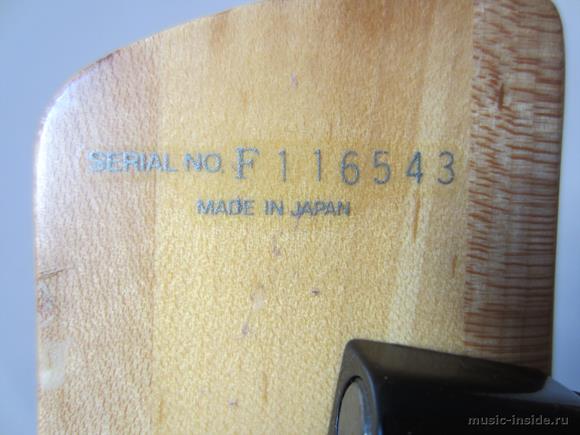 SERIAL NO. F 116543
MADE IN JAPAN
music-inside.ru